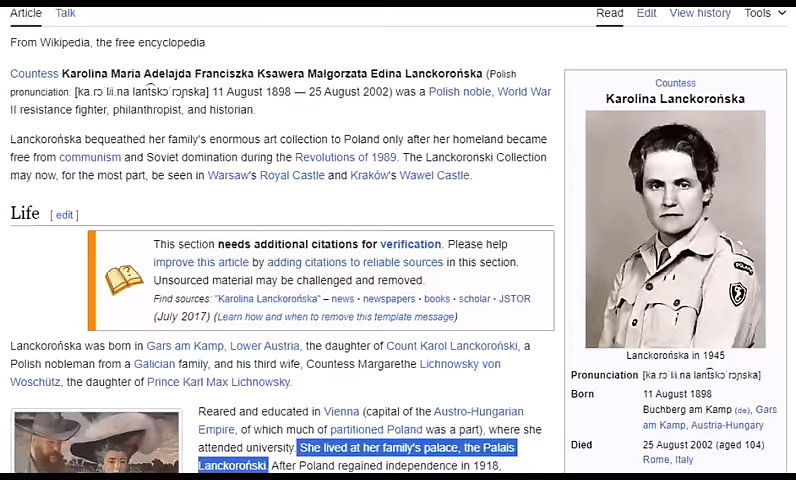 Article Talk Read Edit View history Tools
From Wikipedia, the free encyclopedia
Countess Karolina Maria Adelajda Franciszka Ksawera Małgorzata Edina Lanckorońska (Polish
pronunciation: [ka.rɔˈlii.na lant͡skɔˈrɔɲska] 11 August 1898 — 25 August 2002) was a Polish noble, World War
II resistance fighter, philanthropist, and historian.
Lanckorońska bequeathed her family's enormous art collection to Poland only after her homeland became
free from communism and Soviet domination during the Revolutions of 1989. The Lanckoronski Collection
may now, for the most part, be seen in Warsaw's Royal Castle and Kraków's Wawel Castle.
Life [ edit ]
This section needs additional citations for verification. Please help
improve this article by adding citations to reliable sources in this section.
Unsourced material may be challenged and removed.
Find sources: "Karolina Lanckorońska" – news · newspapers · books · scholar · JSTOR
(July 2017) (Learn how and when to remove this template message)
Lanckorońska was born in Gars am Kamp, Lower Austria, the daughter of Count Karol Lanckoroński, a
Polish nobleman from a Galician family, and his third wife, Countess Margarethe Lichnowsky von
Woschütz, the daughter of Prince Karl Max Lichnowsky.
Reared and educated in Vienna (capital of the Austro-Hungarian
Empire, of which much of partitioned Poland was a part), where she
attended university. She lived at her family's palace, the Palais
Lanckoroński. After Poland regained independence in 1918,
Countess
Karolina Lanckorońska
POLAND
Lanckorońska in 1945
Pronunciation [ka.rɔˈlii.na lant͡skɔˈrɔɲska]
Born 11 August 1898
Buchberg am Kamp (de), Gars
am Kamp, Austria-Hungary
Died 25 August 2002 (aged 104)
Rome, Italy